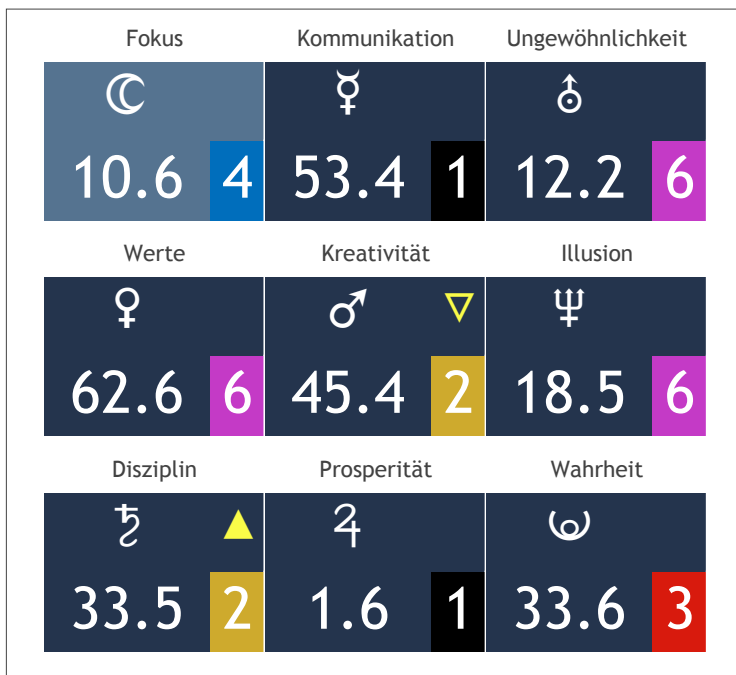 Fokus Kommunikation Ungewöhnlichkeit
☾ ☿ ⛢
10.6 4 53.4 1 12.2 6
Werte Kreativität Illusion
♀ ♂ ▽ ♆
62.6 6 45.4 2 18.5 6
Disziplin Prosperität Wahrheit
♄ ▲ ♃ ⯓
33.5 2 1.6 1 33.6 3